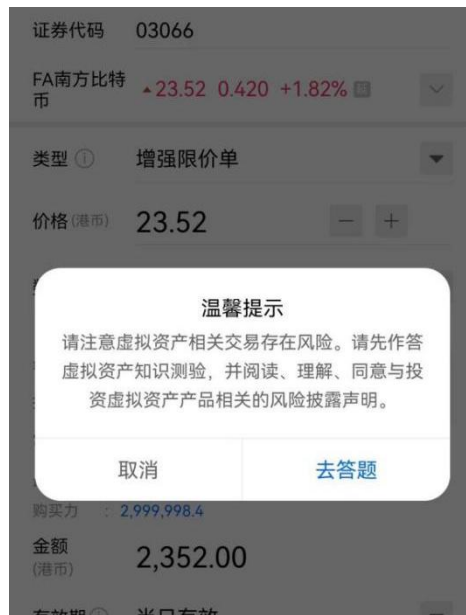 证券代码 03066
FA南方比特
币
23.52 0.420 +1.82%
类型 增强限价单
价格(港币) 23.52 － ＋
温馨提示
请注意虚拟资产相关交易存在风险。请先作答
虚拟资产知识测验，并阅读、理解、同意与投
资虚拟资产产品相关的风险披露声明。
取消 去答题
购买力 : 2,999,998.4
金额
(港币)
2,352.00
有效期 当日有效